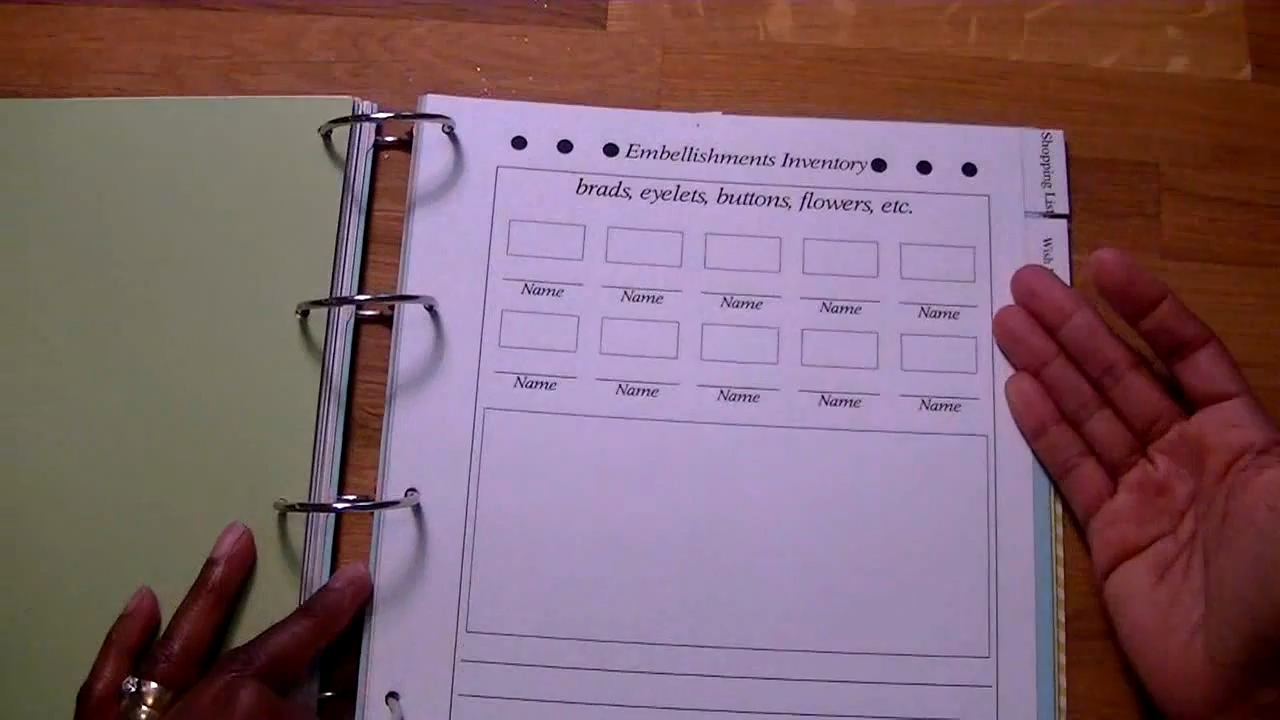 Embellishments Inventory
brads, eyelets, buttons, flowers, etc.
Name Name Name Name Name
Name Name Name Name Name
Shopping List
Wish